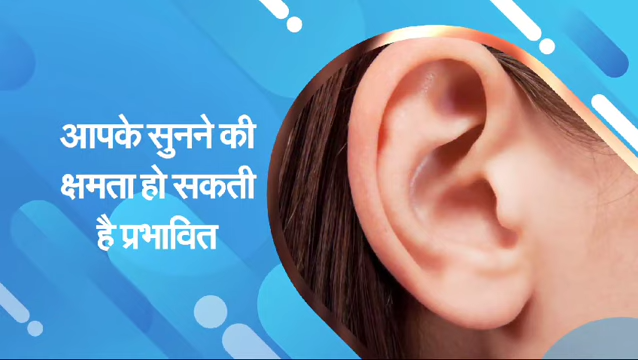 आपके सुनने की
क्षमता हो सकती
है प्रभावित